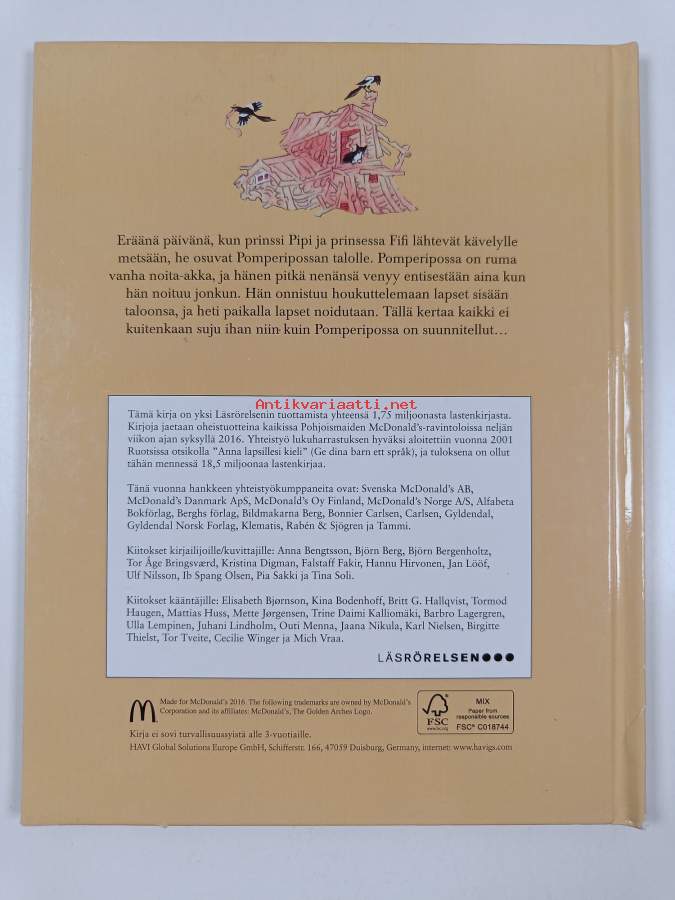 Eräänä päivänä, kun prinssi Pipi ja prinsessa Fifi lähtevät kävelylle
metsään, he osuvat Pomperipossan talolle. Pomperipossa on ruma
vanha noita-akka, ja hänen pitkä nenänsä venyy entisestään aina kun
hän noituu jonkun. Hän onnistuu houkuttelemaan lapset sisään
taloonsa, ja heti paikalla lapset noidutaan. Tällä kertaa kaikki ei
kuitenkaan suju ihan niin kuin Pomperipossa on suunnitellut…
Antikvariaatti.net
Tämä kirja on yksi Läsrörelsenin tuottamista yhteensä 1,75 miljoonasta lastenkirjasta.
Kirjoja jaetaan oheistuotteina kaikissa Pohjoismaiden McDonald's-ravintoloissa neljän
viikon ajan syksyllä 2016. Yhteistyö lukuharrastuksen hyväksi aloitettiin vuonna 2001
Ruotsissa otsikolla "Anna lapsillesi kieli" (Ge dina barn ett språk), ja tuloksena on ollut
tähän mennessä 18,5 miljoonaa lastenkirjaa.
Tänä vuonna hankkeen yhteistyökumppaneita ovat: Svenska McDonald's AB,
McDonald's Danmark ApS, McDonald's Oy Finland, McDonald's Norge A/S, Alfabeta
Bokförlag, Berghs förlag, Bildmakarna Berg, Bonnier Carlsen, Carlsen, Gyldendal,
Gyldendal Norsk Forlag, Klematis, Rabén & Sjögren ja Tammi.
Kiitokset kirjailijoille/kuvittajille: Anna Bengtsson, Björn Berg, Björn Bergenholtz,
Tor Åge Bringsværd, Kristina Digman, Falstaff Fakir, Hannu Hirvonen, Jan Lööf,
Ulf Nilsson, Ib Spang Olsen, Pia Sakki ja Tina Soli.
Kiitokset kääntäjille: Elisabeth Bjørnson, Kina Bodenhoff, Britt G. Hallqvist, Tormod
Haugen, Mattias Huss, Mette Jørgensen, Trine Daimi Kalliomäki, Barbro Lagergren,
Ulla Lempinen, Juhani Lindholm, Outi Menna, Jaana Nikula, Karl Nielsen, Birgitte
Thielst, Tor Tveite, Cecilie Winger ja Mich Vraa.
LÄSRÖRELSEN
Made for McDonald's 2016. The following trademarks are owned by McDonald's
Corporation and its affiliates: McDonald's, The Golden Arches Logo.
Kirja ei sovi turvallisuussyistä alle 3-vuotiaille.
HAVI Global Solutions Europe GmbH, Schifferstr. 166, 47059 Duisburg, Germany, internet: www.havigs.com
FSC
www.fsc.org
MIX
Paper from
responsible sources
FSC® C018744